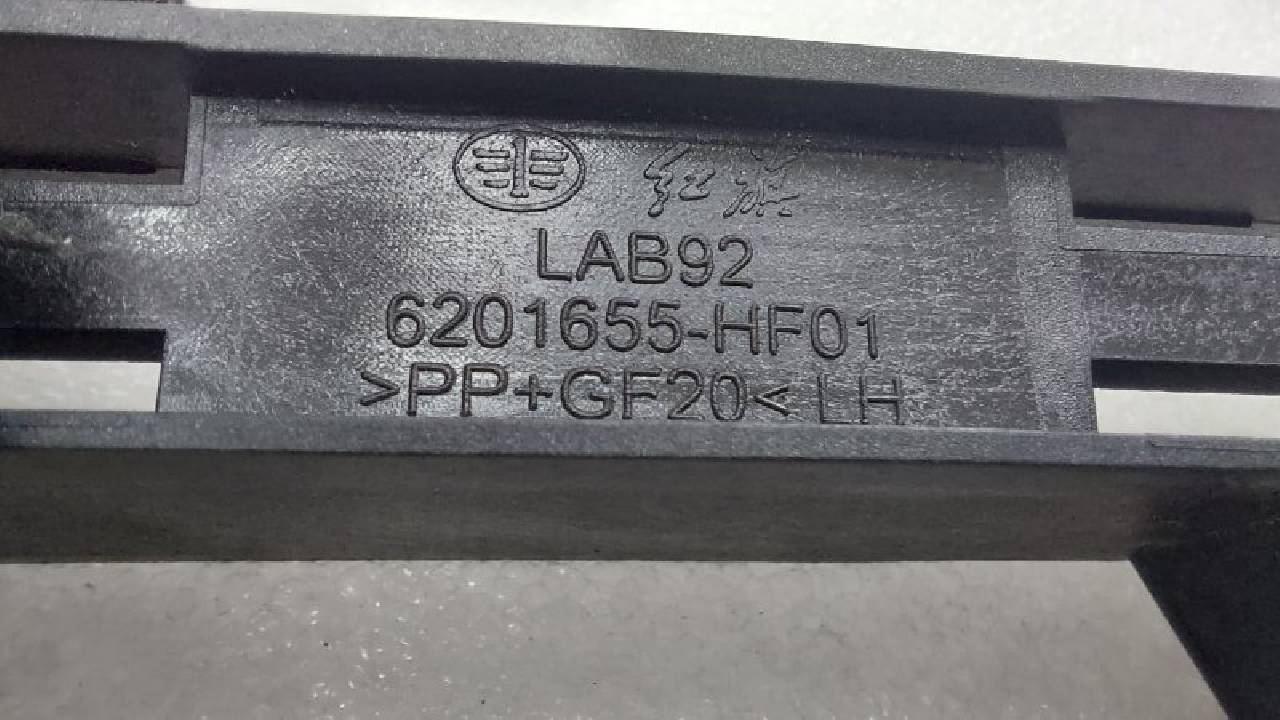 红旗
LAB92
6201655-HF01
>PP+GF20< LH